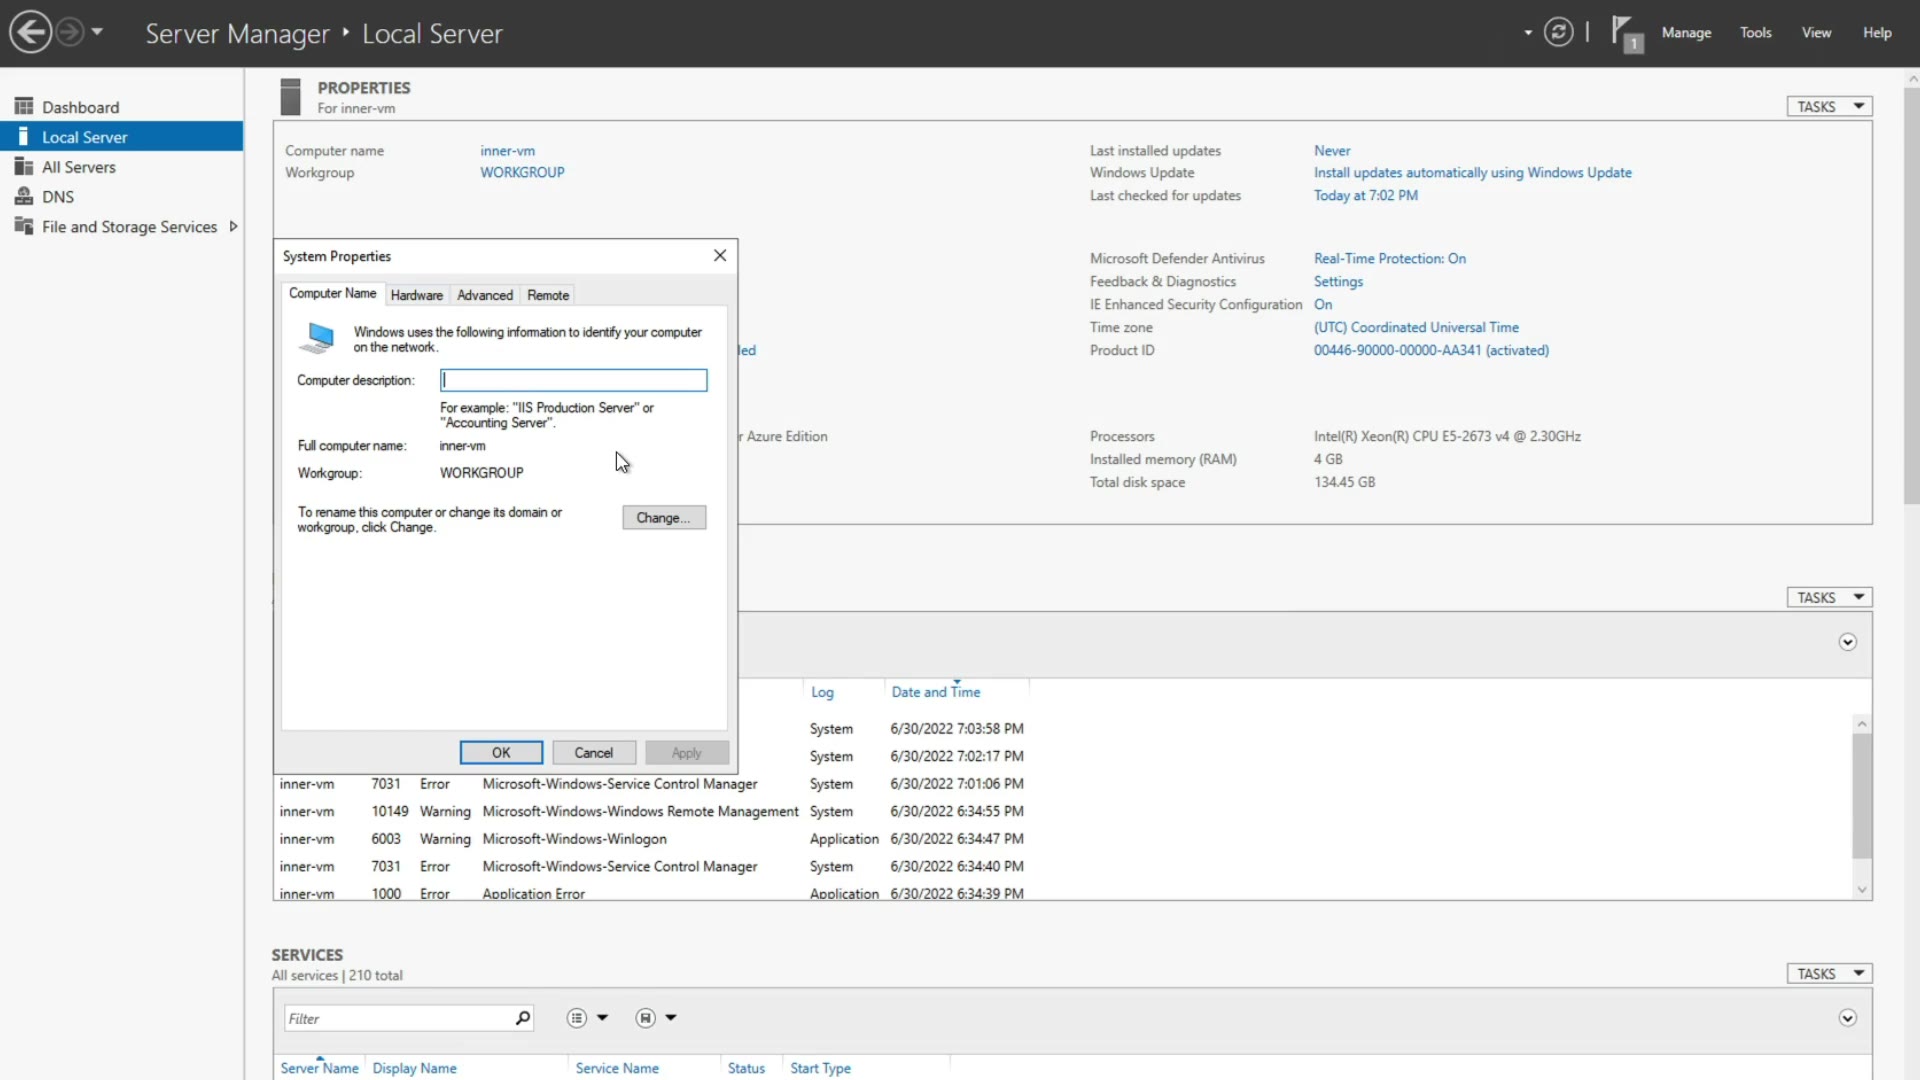 Server Manager ‣ Local Server
1
Manage
Tools
View
Help
Dashboard
Local Server
All Servers
DNS
File and Storage Services
PROPERTIES
For inner-vm
TASKS
Computer name
inner-vm
Workgroup
WORKGROUP
Last installed updates
Never
Windows Update
Install updates automatically using Windows Update
Last checked for updates
Today at 7:02 PM
Microsoft Defender Antivirus
Real-Time Protection: On
Feedback & Diagnostics
Settings
IE Enhanced Security Configuration
On
Time zone
(UTC) Coordinated Universal Time
Product ID
00446-90000-00000-AA341 (activated)
led
r Azure Edition
Processors
Intel(R) Xeon(R) CPU E5-2673 v4 @ 2.30GHz
Installed memory (RAM)
4 GB
Total disk space
134.45 GB
System Properties
Computer Name
Hardware
Advanced
Remote
Windows uses the following information to identify your computer
on the network.
Computer description:
For example: "IIS Production Server" or
"Accounting Server".
Full computer name:
inner-vm
Workgroup:
WORKGROUP
To rename this computer or change its domain or
workgroup, click Change.
Change...
OK
Cancel
Apply
TASKS
Log
Date and Time
System 6/30/2022 7:03:58 PM
System 6/30/2022 7:02:17 PM
inner-vm 7031 Error Microsoft-Windows-Service Control Manager System 6/30/2022 7:01:06 PM
inner-vm 10149 Warning Microsoft-Windows-Windows Remote Management System 6/30/2022 6:34:55 PM
inner-vm 6003 Warning Microsoft-Windows-Winlogon Application 6/30/2022 6:34:47 PM
inner-vm 7031 Error Microsoft-Windows-Service Control Manager System 6/30/2022 6:34:40 PM
inner-vm 1000 Error Application Error Application 6/30/2022 6:34:39 PM
SERVICES
All services | 210 total
TASKS
Filter
Server Name
Display Name
Service Name
Status
Start Type